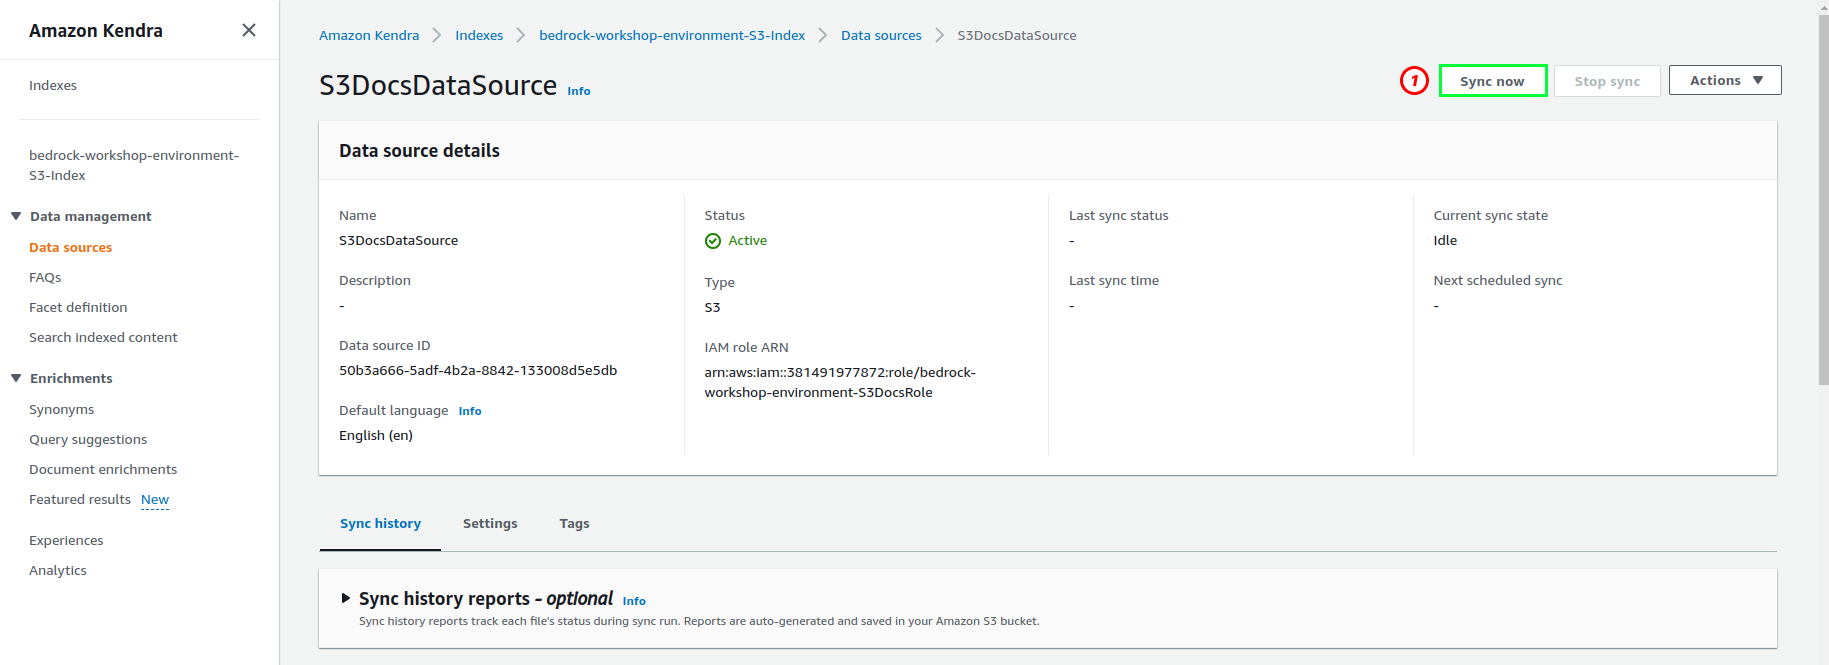 Amazon Kendra
Indexes
bedrock-workshop-environment-
S3-Index
Data management
Data sources
FAQs
Facet definition
Search indexed content
Enrichments
Synonyms
Query suggestions
Document enrichments
Featured results New
Experiences
Analytics
Amazon Kendra > Indexes > bedrock-workshop-environment-S3-Index > Data sources > S3DocsDataSource
S3DocsDataSource Info
1 Sync now Stop sync Actions
Data source details
Name
S3DocsDataSource
Description
-
Data source ID
50b3a666-5adf-4b2a-8842-133008d5e5db
Default language Info
English (en)
Status
Active
Type
S3
IAM role ARN
arn:aws:iam::381491977872:role/bedrock-
workshop-environment-S3DocsRole
Last sync status
-
Last sync time
-
Current sync state
Idle
Next scheduled sync
-
Sync history Settings Tags
Sync history reports - optional Info
Sync history reports track each file's status during sync run. Reports are auto-generated and saved in your Amazon S3 bucket.